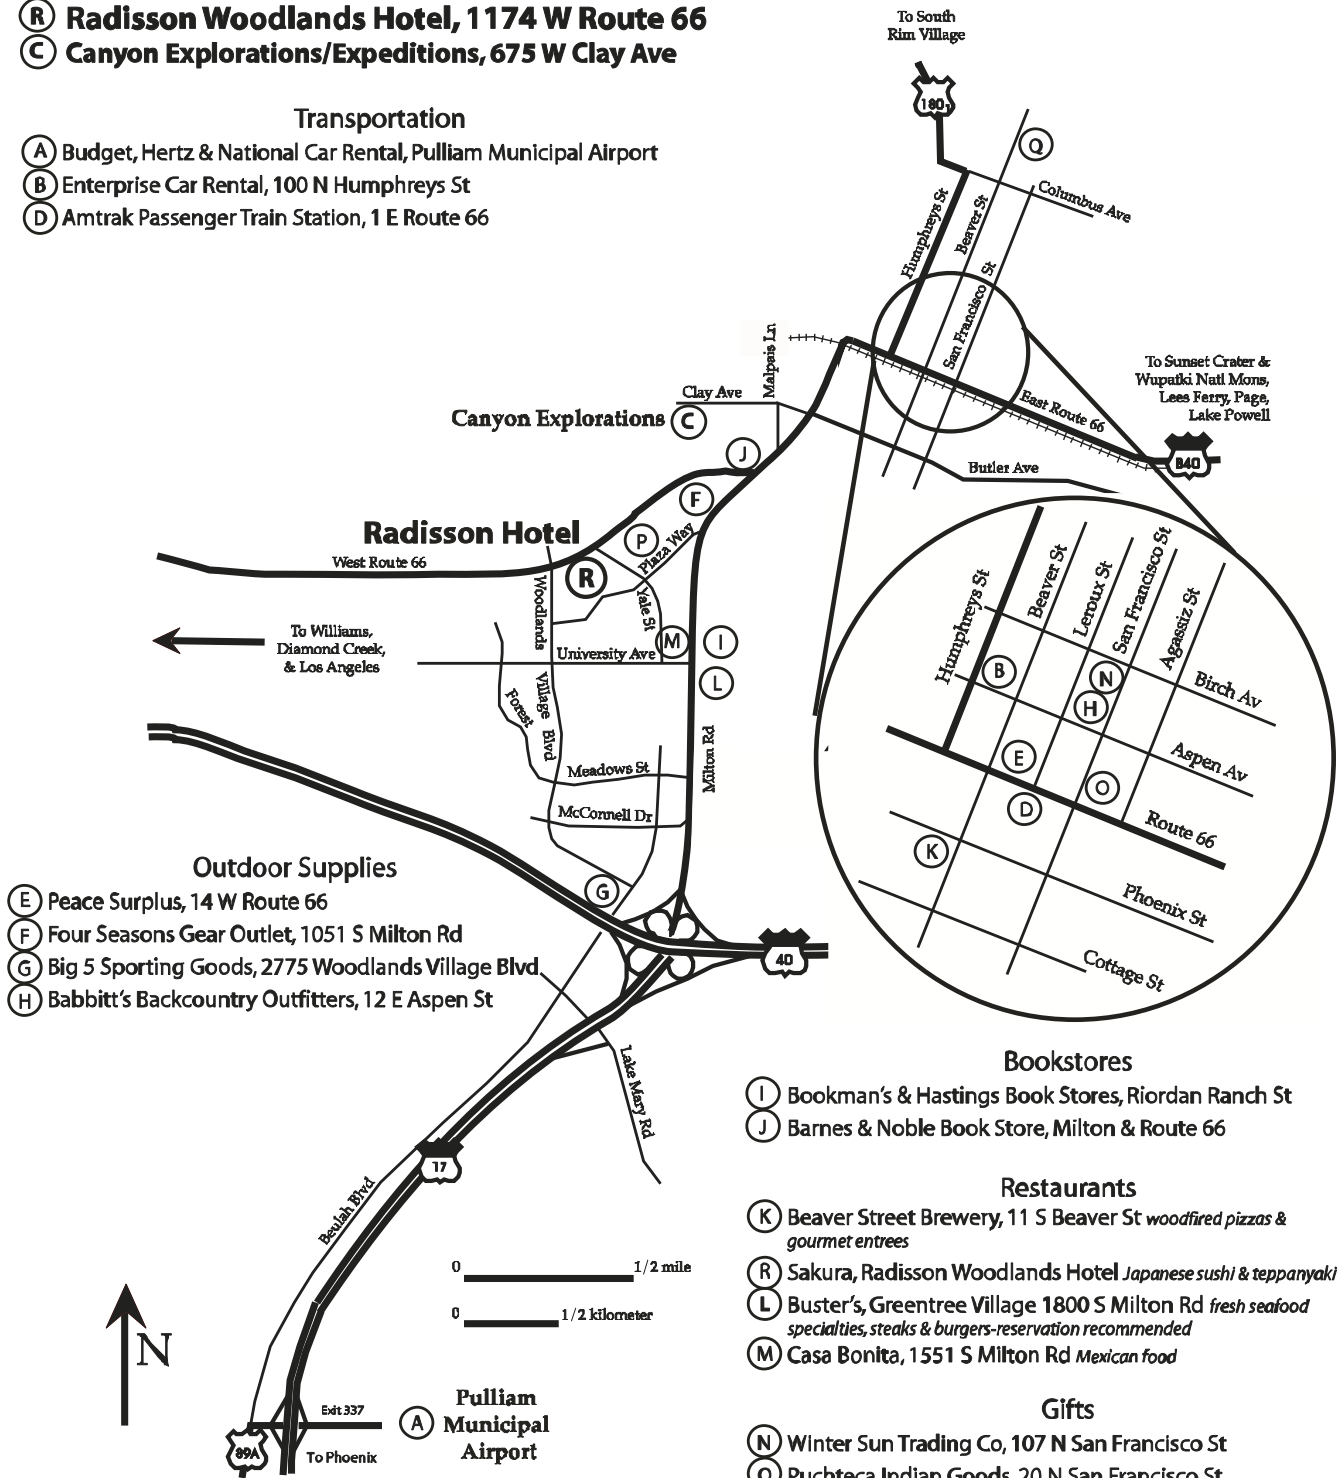 R Radisson Woodlands Hotel, 1174 W Route 66
C Canyon Explorations/Expeditions, 675 W Clay Ave
Transportation
A Budget, Hertz & National Car Rental, Pulliam Municipal Airport
B Enterprise Car Rental, 100 N Humphreys St
D Amtrak Passenger Train Station, 1 E Route 66
To South
Rim Village
180
Q
Columbus Ave
Humphreys St
Beaver St
San Francisco St
Malpais Ln
To Sunset Crater &
Wupatki Natl Mons,
Lees Ferry, Page,
Lake Powell
Clay Ave
Canyon Explorations C
East Route 66
B40
J
Butler Ave
F
Radisson Hotel
P
Plaza Way
West Route 66
R
Woodlands
Yale St
To Williams,
Diamond Creek,
& Los Angeles
M
I
University Ave
L
Village
Blvd
Forest
Milton Rd
Meadows St
McConnell Dr
G
40
Humphreys St
Beaver St
Leroux St
San Francisco St
Agassiz St
B
N
H
Birch Av
E
Aspen Av
O
D
Route 66
K
Phoenix St
Cottage St
Outdoor Supplies
E Peace Surplus, 14 W Route 66
F Four Seasons Gear Outlet, 1051 S Milton Rd
G Big 5 Sporting Goods, 2775 Woodlands Village Blvd
H Babbitt's Backcountry Outfitters, 12 E Aspen St
Lake Mary Rd
17
Beulah Blvd
0 1/2 mile
0 1/2 kilometer
N
Exit 337
89A
To Phoenix
A Pulliam
Municipal
Airport
Bookstores
I Bookman's & Hastings Book Stores, Riordan Ranch St
J Barnes & Noble Book Store, Milton & Route 66
Restaurants
K Beaver Street Brewery, 11 S Beaver St woodfired pizzas &
gourmet entrees
R Sakura, Radisson Woodlands Hotel Japanese sushi & teppanyaki
L Buster's, Greentree Village 1800 S Milton Rd fresh seafood
specialties, steaks & burgers-reservation recommended
M Casa Bonita, 1551 S Milton Rd Mexican food
Gifts
N Winter Sun Trading Co, 107 N San Francisco St
O Puchteca Indian Goods, 20 N San Francisco St